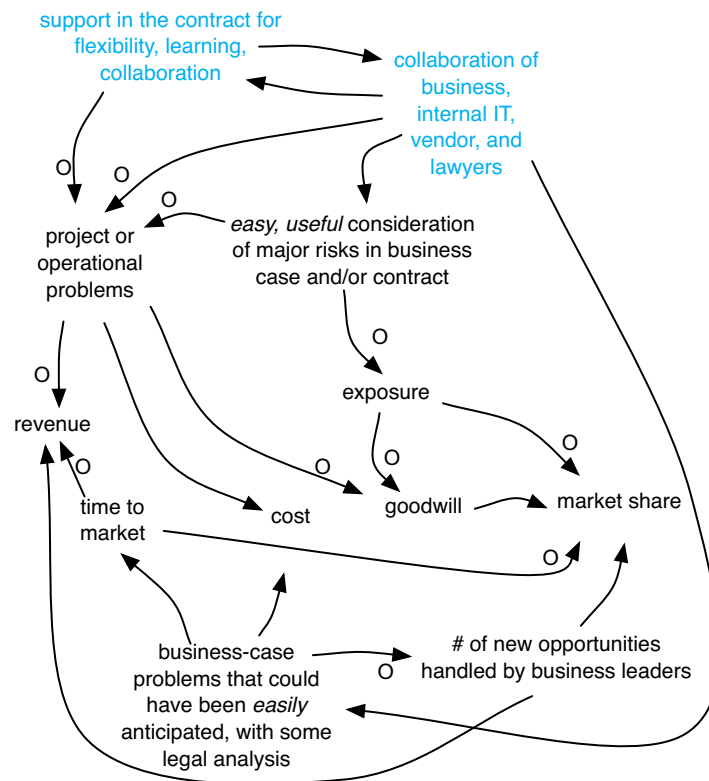 support in the contract for
flexibility, learning,
collaboration
collaboration of
business,
internal IT,
vendor, and
lawyers
O
O
O
project or
operational
problems
easy, useful consideration
of major risks in business
case and/or contract
O
O
exposure
revenue
O
O
O
O
time to
market
cost
goodwill
market share
O
business-case
problems that could
have been easily
anticipated, with some
legal analysis
O
# of new opportunities
handled by business leaders